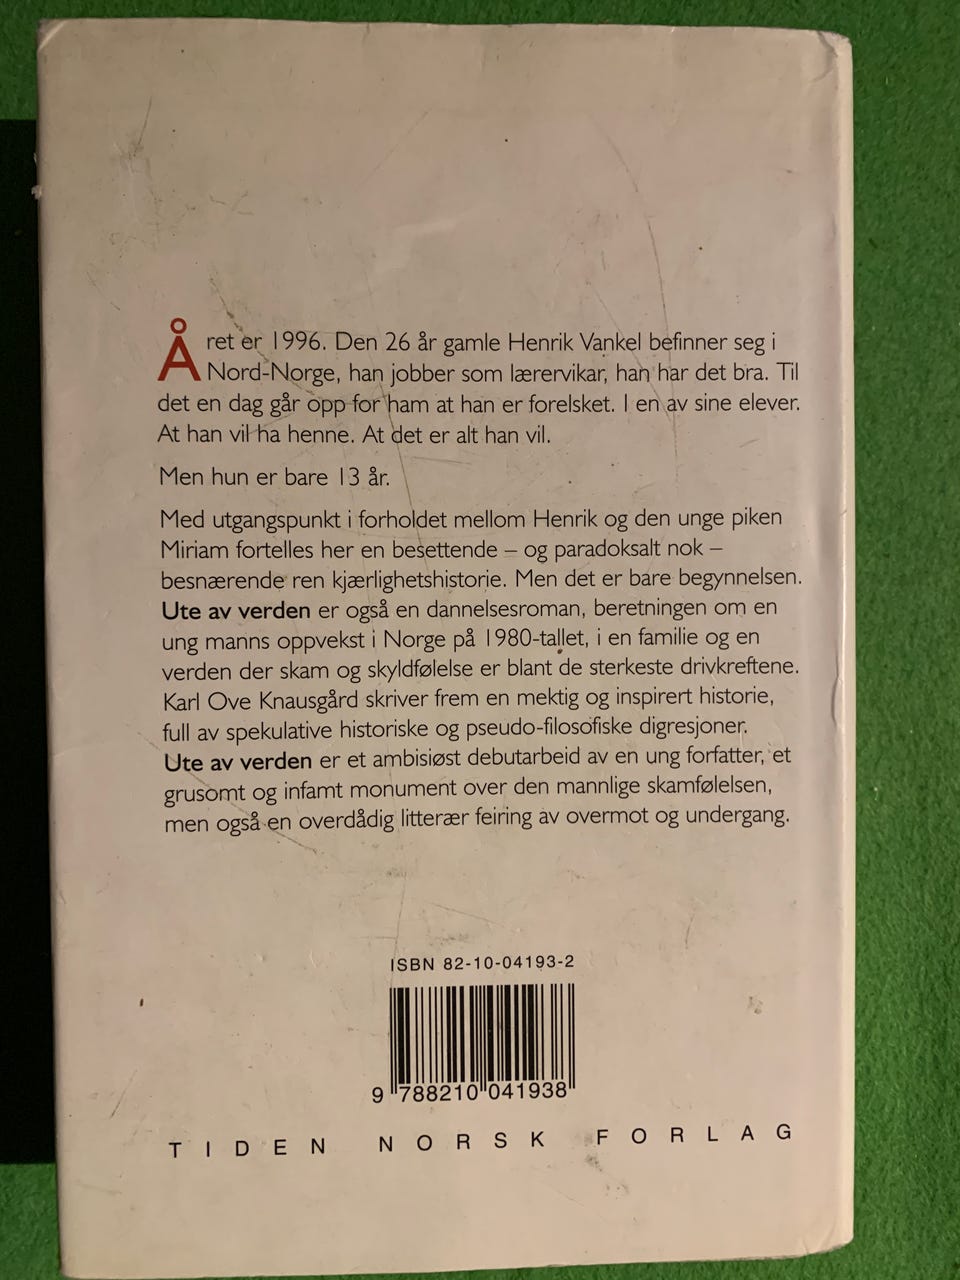 Året er 1996. Den 26 år gamle Henrik Vankel befinner seg i
Nord-Norge, han jobber som lærervikar, han har det bra. Til
det en dag går opp for ham at han er forelsket. I en av sine elever.
At han vil ha henne. At det er alt han vil.
Men hun er bare 13 år.
Med utgangspunkt i forholdet mellom Henrik og den unge piken
Miriam fortelles her en besettende – og paradoksalt nok –
besnærende ren kjærlighetshistorie. Men det er bare begynnelsen.
Ute av verden er også en dannelsesroman, beretningen om en
ung manns oppvekst i Norge på 1980-tallet, i en familie og en
verden der skam og skyldfølelse er blant de sterkeste drivkreftene.
Karl Ove Knausgård skriver frem en mektig og inspirert historie,
full av spekulative historiske og pseudo-filosofiske digresjoner.
Ute av verden er et ambisiøst debutarbeid av en ung forfatter, et
grusomt og infamt monument over den mannlige skamfølelsen,
men også en overdådig litterær feiring av overmot og undergang.
ISBN 82-10-04193-2
9 788210 041938
TIDEN NORSK FORLAG